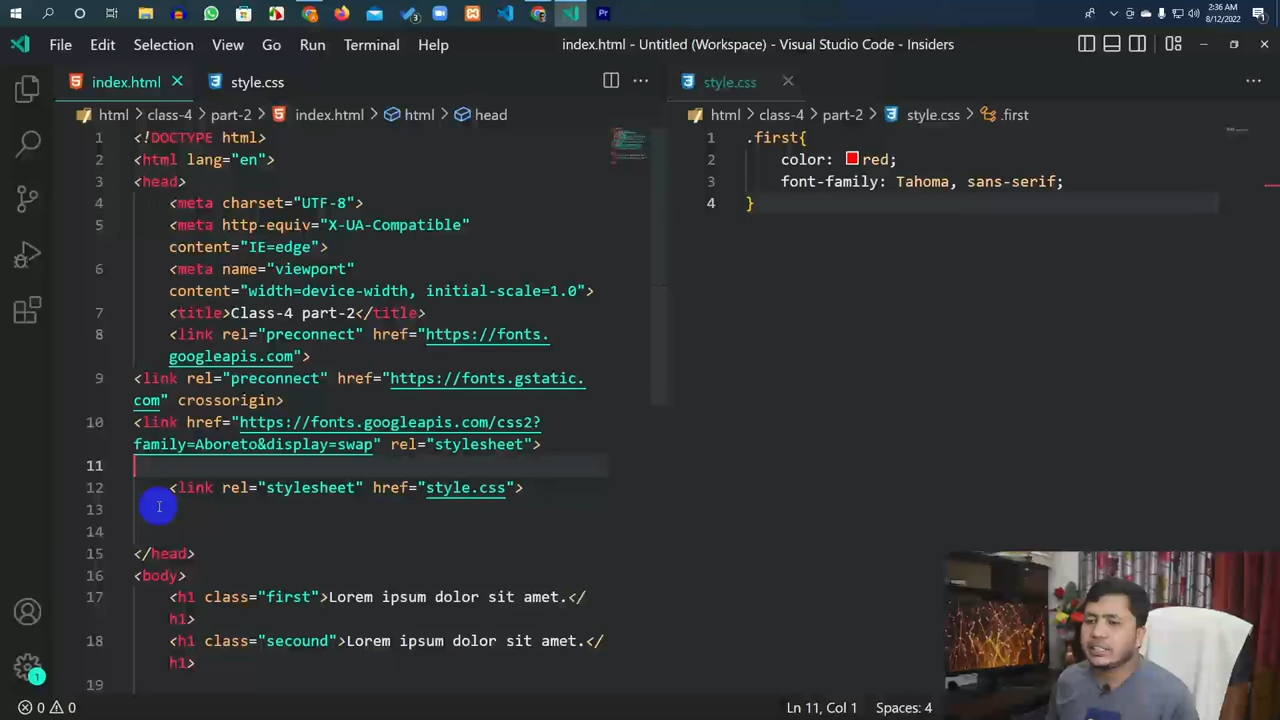 2:36 AM
8/12/2022
3
1
File Edit Selection View Go Run Terminal Help
index.html - Untitled (Workspace) - Visual Studio Code - Insiders
index.html
style.css
html > class-4 > part-2 > index.html > html > head
1 <!DOCTYPE html>
2 <html lang="en">
3 <head>
4 <meta charset="UTF-8">
5 <meta http-equiv="X-UA-Compatible"
content="IE=edge">
6 <meta name="viewport"
content="width=device-width, initial-scale=1.0">
7 <title>Class-4 part-2</title>
8 <link rel="preconnect" href="https://fonts.
googleapis.com">
9 <link rel="preconnect" href="https://fonts.gstatic.
com" crossorigin>
10 <link href="https://fonts.googleapis.com/css2?
family=Aboreto&display=swap" rel="stylesheet">
11
12 <link rel="stylesheet" href="style.css">
13
14
15 </head>
16 <body>
17 <h1 class="first">Lorem ipsum dolor sit amet.</
h1>
18 <h1 class="secound">Lorem ipsum dolor sit amet.</
h1>
19
style.css
html > class-4 > part-2 > style.css > .first
1 .first{
2 color: red;
3 font-family: Tahoma, sans-serif;
4 }
1
0 0
Ln 11, Col 1 Spaces: 4